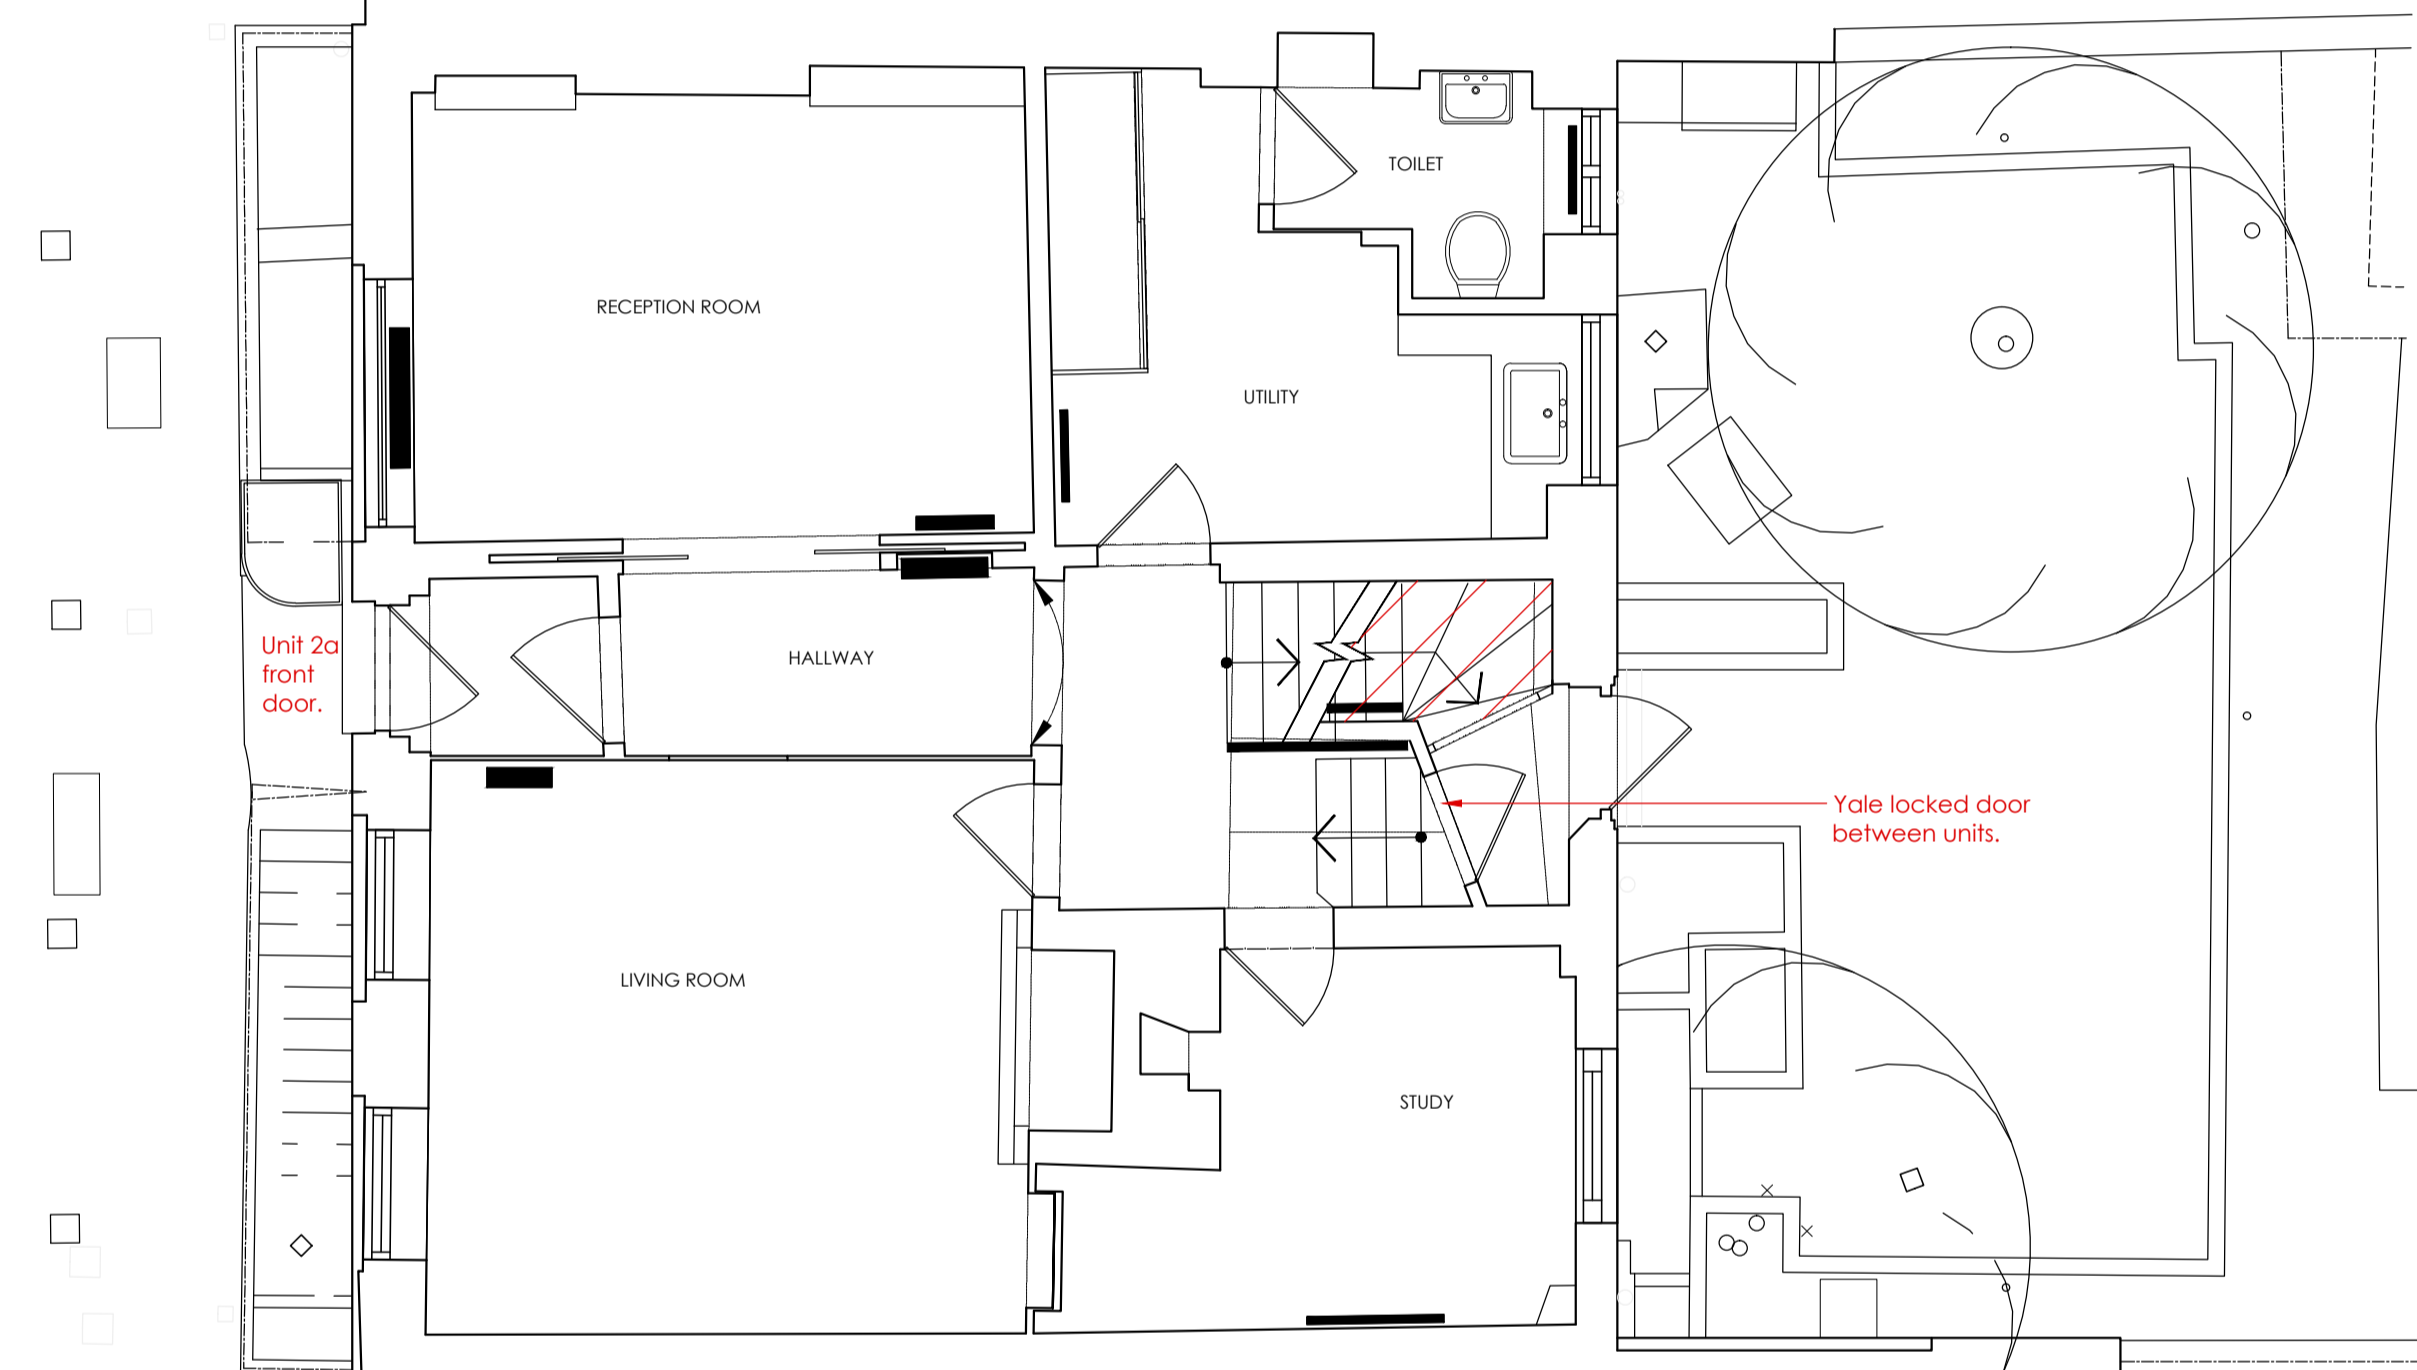 TOILET
RECEPTION ROOM
UTILITY
Unit 2a
front
door.
HALLWAY
Yale locked door
between units.
LIVING ROOM
STUDY